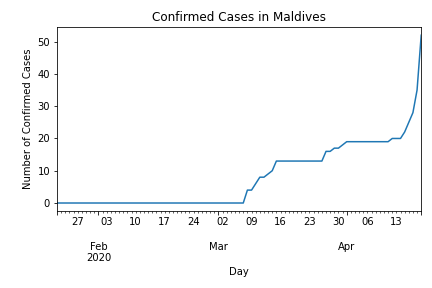 Confirmed Cases in Maldives
50
40
30
20
10
0
Number of Confirmed Cases
27 03 10 17 24 02 09 16 23 30 06 13
Feb Mar Apr
2020
Day